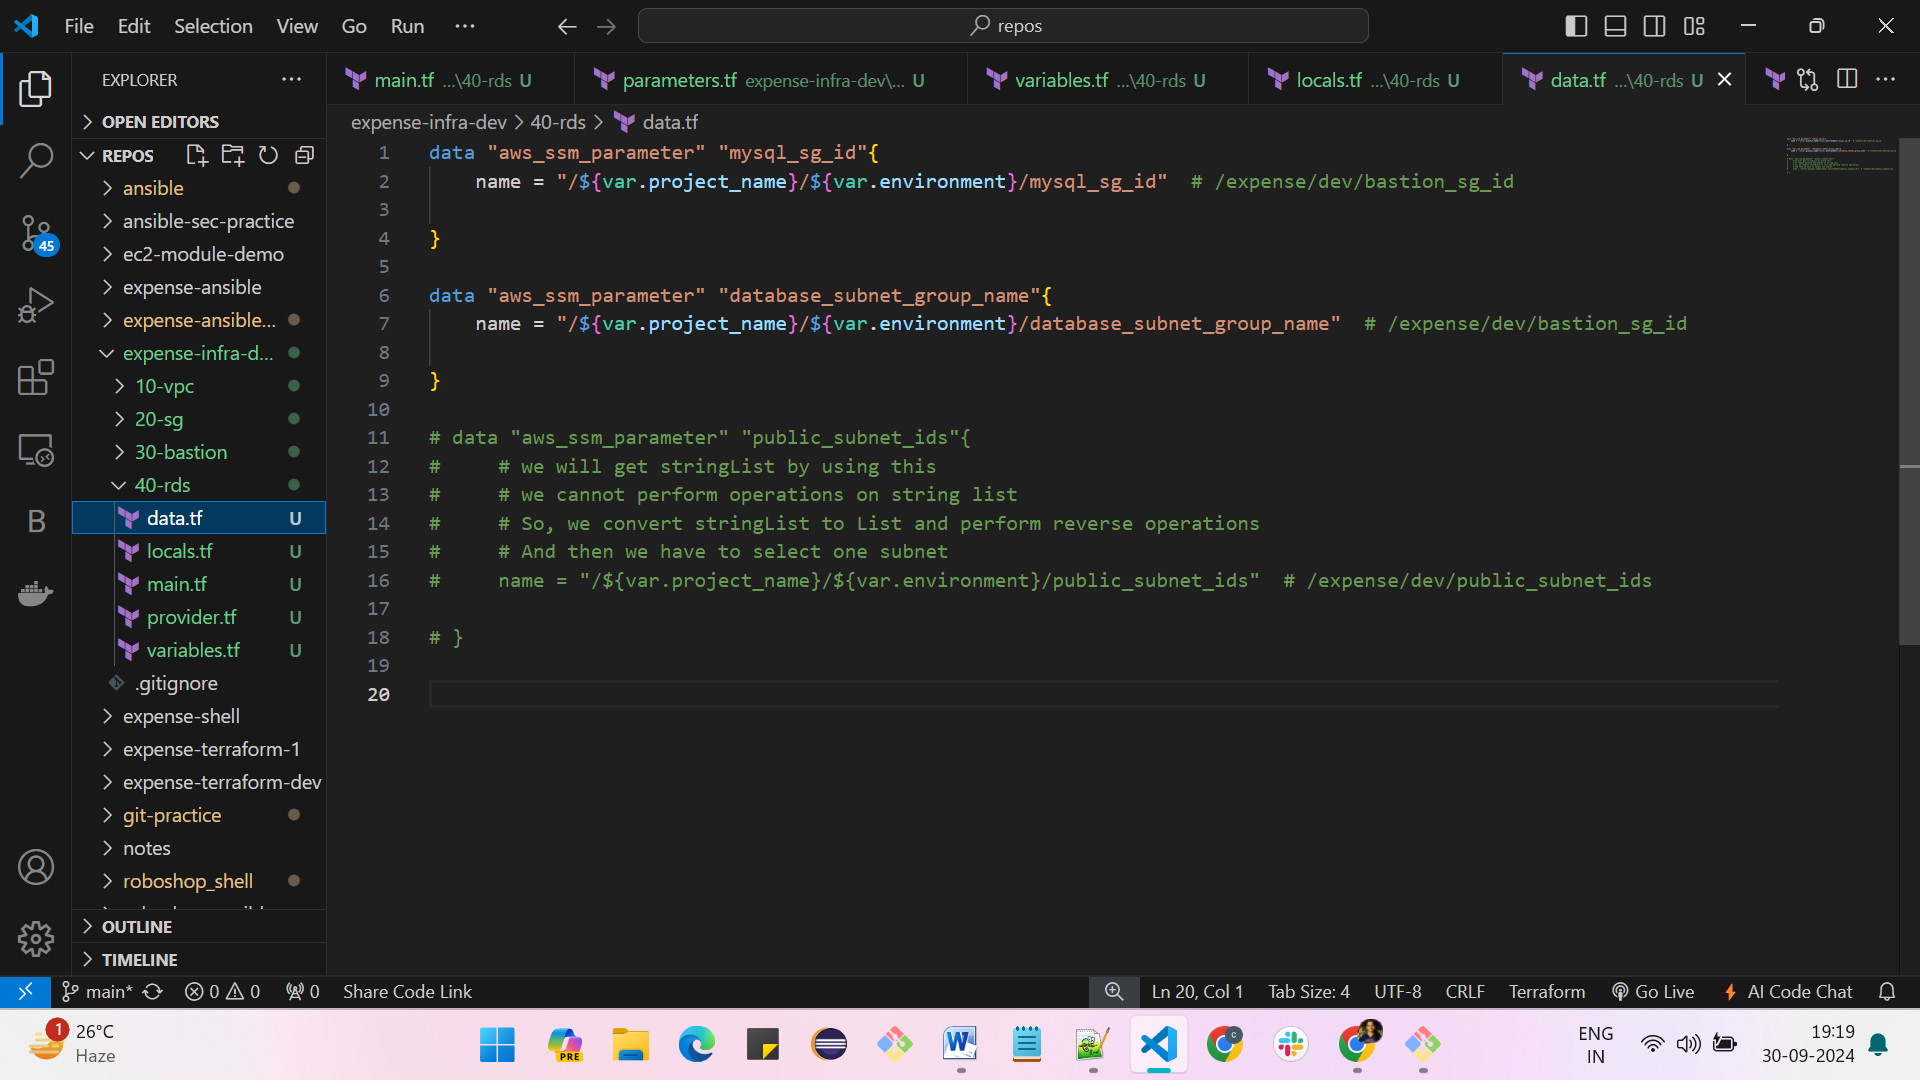 File Edit Selection View Go Run ···
repos
EXPLORER ···
OPEN EDITORS
REPOS
ansible
ansible-sec-practice
ec2-module-demo
expense-ansible
expense-ansible...
expense-infra-d...
10-vpc
20-sg
30-bastion
40-rds
data.tf U
locals.tf U
main.tf U
provider.tf U
variables.tf U
.gitignore
expense-shell
expense-terraform-1
expense-terraform-dev
git-practice
notes
roboshop_shell
OUTLINE
TIMELINE
45
B
main.tf ...\40-rds U
parameters.tf expense-infra-dev\... U
variables.tf ...\40-rds U
locals.tf ...\40-rds U
data.tf ...\40-rds U
expense-infra-dev > 40-rds > data.tf
1 data "aws_ssm_parameter" "mysql_sg_id"{
2 name = "/${var.project_name}/${var.environment}/mysql_sg_id" # /expense/dev/bastion_sg_id
3
4 }
5
6 data "aws_ssm_parameter" "database_subnet_group_name"{
7 name = "/${var.project_name}/${var.environment}/database_subnet_group_name" # /expense/dev/bastion_sg_id
8
9 }
10
11 # data "aws_ssm_parameter" "public_subnet_ids"{
12 # # we will get stringList by using this
13 # # we cannot perform operations on string list
14 # # So, we convert stringList to List and perform reverse operations
15 # # And then we have to select one subnet
16 # name = "/${var.project_name}/${var.environment}/public_subnet_ids" # /expense/dev/public_subnet_ids
17
18 # }
19
20
main* 0 0 0 Share Code Link
Ln 20, Col 1 Tab Size: 4 UTF-8 CRLF Terraform Go Live AI Code Chat
1
26°C
Haze
PRE
W
C
ENG
IN
19:19
30-09-2024